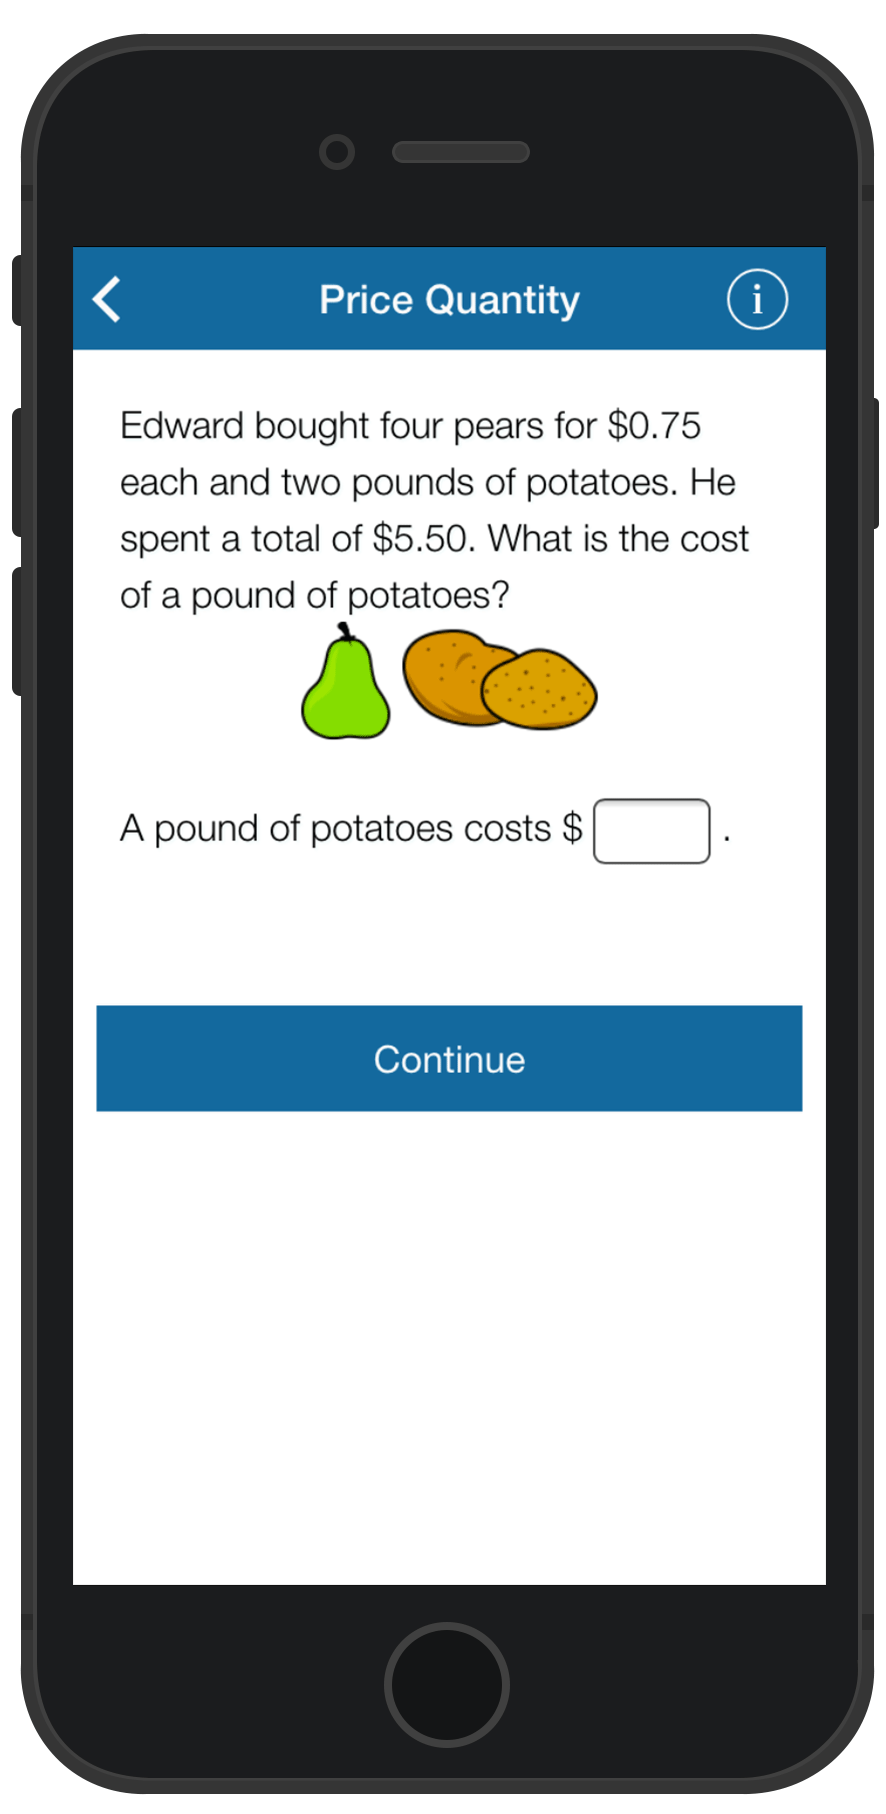 Price Quantity
i
Edward bought four pears for $0.75
each and two pounds of potatoes. He
spent a total of $5.50. What is the cost
of a pound of potatoes?
A pound of potatoes costs $ .
Continue